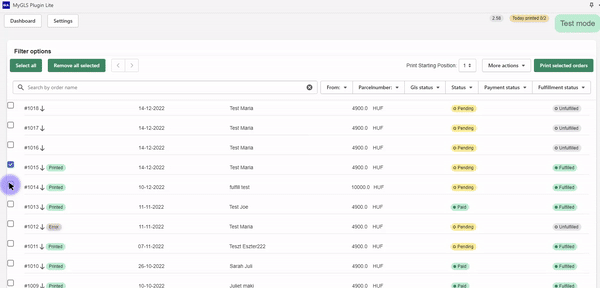 MyGLS Plugin Lite
Dashboard Settings 2.58 Today printed 0/2 Test mode
Filter options
Select all Remove all selected Print Starting Position: 1 More actions Print selected orders
Search by order name From: Parcelnumber: Gls status Status Payment status Fulfillment status
#1018 14-12-2022 Test Maria 4900.0 HUF Pending Unfulfilled
#1017 14-12-2022 Test Maria 4900.0 HUF Pending Unfulfilled
#1016 14-12-2022 Test Maria 4900.0 HUF Pending Unfulfilled
#1015 Printed 14-12-2022 Test Maria 4900.0 HUF Pending Fulfilled
#1014 Printed 10-12-2022 fulfill test 10000.0 HUF Pending Fulfilled
#1013 Printed 11-11-2022 Test Joe 4900.0 HUF Paid Fulfilled
#1012 Error 11-11-2022 Test Maria 4900.0 HUF Pending Unfulfilled
#1011 Printed 07-11-2022 Teszt Eszter222 4900.0 HUF Pending Fulfilled
#1010 Printed 26-10-2022 Sarah Juli 4900.0 HUF Paid Fulfilled
#1009 Printed 10-10-2022 Juliet maki 4900.0 HUF Paid Fulfilled